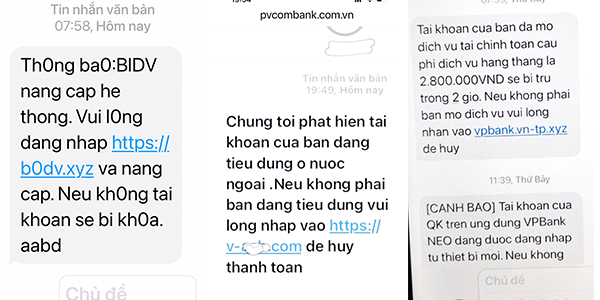 Tin nhắn văn bản
07:58, Hôm nay
Th0ng ba0:BIDV
nang cap he
thong. Vui l0ng
dang nhap https://
b0dv.xyz va nang
cap. Neu kh0ng tai
khoan se bi kh0a.
aabd
Chủ đề
19:54
pvcombank.com.vn
Tin nhắn văn bản
19:49, Hôm nay
Chung toi phat hien tai
khoan cua ban dang
tieu dung o nuoc
ngoai .Neu khong phai
ban dang tieu dung vui
long nhap vao https://
.com de huy
thanh toan
Thứ Bảy
Tai khoan cua ban da mo
dich vu tai chinh toan cau
phi dich vu hang thang la
2.800.000VND se bi tru
trong 2 gio. Neu khong phai
ban mo dich vu vui long
nhan vao vpbank.vn-tp.xyz
de huy
11:39, Thứ Bảy
[CANH BAO] Tai khoan cua
QK tren ung dung VPBank
NEO dang duoc dang nhap
tu thiet bi moi. Neu khong
Chủ đề